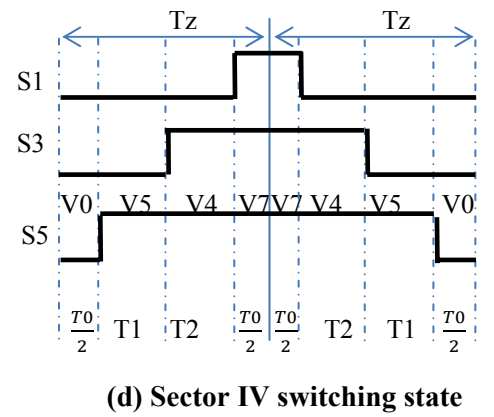 Tz Tz
S1
S3
V0 V5 V4 V7 V7 V4 V5 V0
S5
T0/2 T1 T2 T0/2 T0/2 T2 T1 T0/2
(d) Sector IV switching state